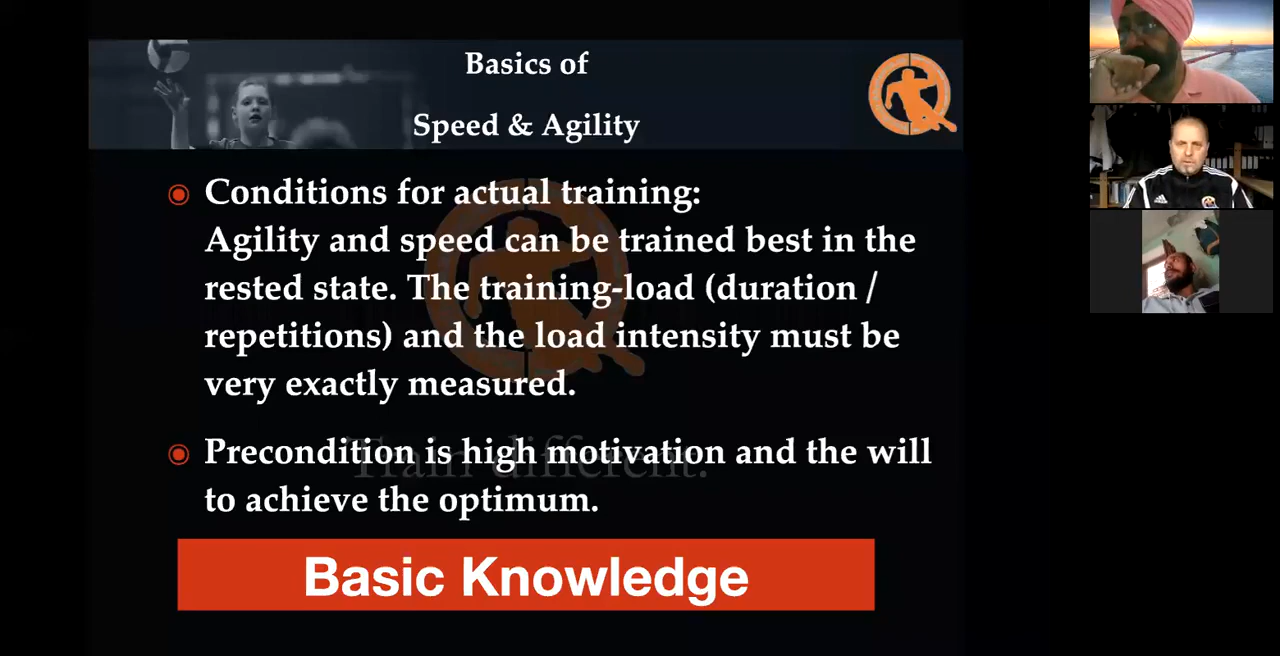 Basics of
Speed & Agility
Conditions for actual training:
Agility and speed can be trained best in the
rested state. The training-load (duration /
repetitions) and the load intensity must be
very exactly measured.
Train different.
Precondition is high motivation and the will
to achieve the optimum.
Basic Knowledge